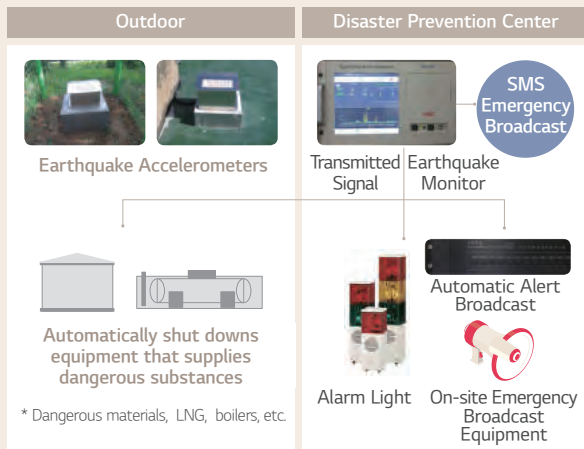 Outdoor
Disaster Prevention Center
Earthquake Accelerometers
SMS
Emergency
Broadcast
Transmitted
Signal
Earthquake
Monitor
Automatically shut downs
equipment that supplies
dangerous substances
* Dangerous materials, LNG, boilers, etc.
Alarm Light
Automatic Alert
Broadcast
On-site Emergency
Broadcast
Equipment